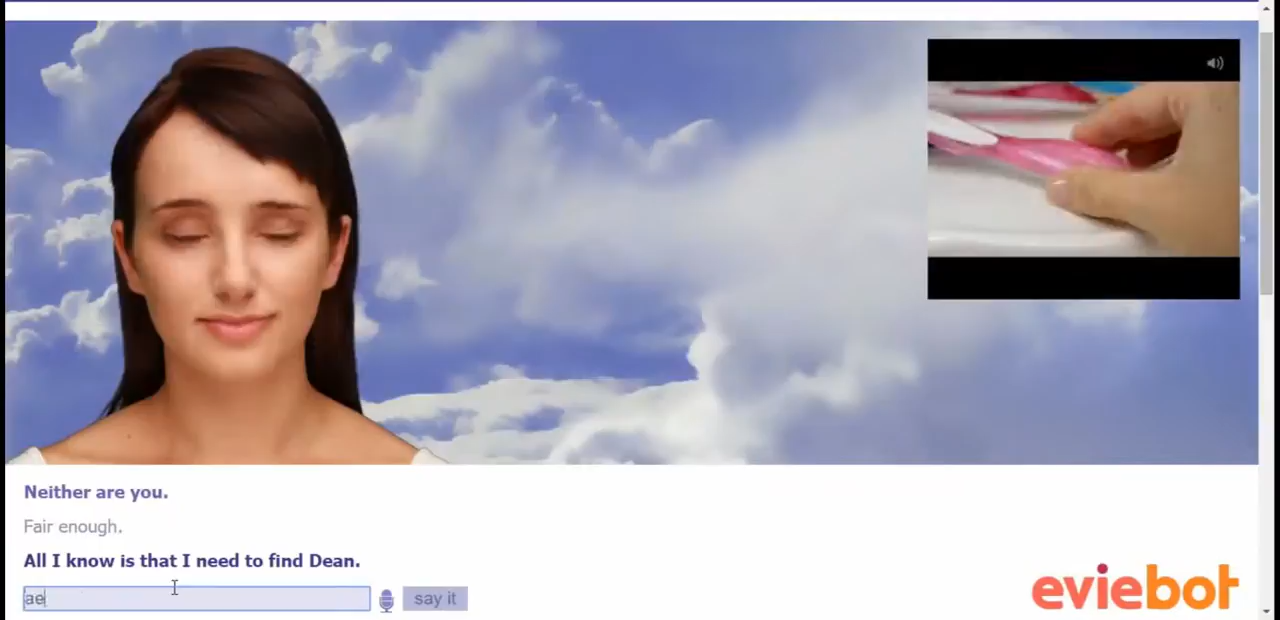 Neither are you.
Fair enough.
All I know is that I need to find Dean.
ae
say it
eviebot